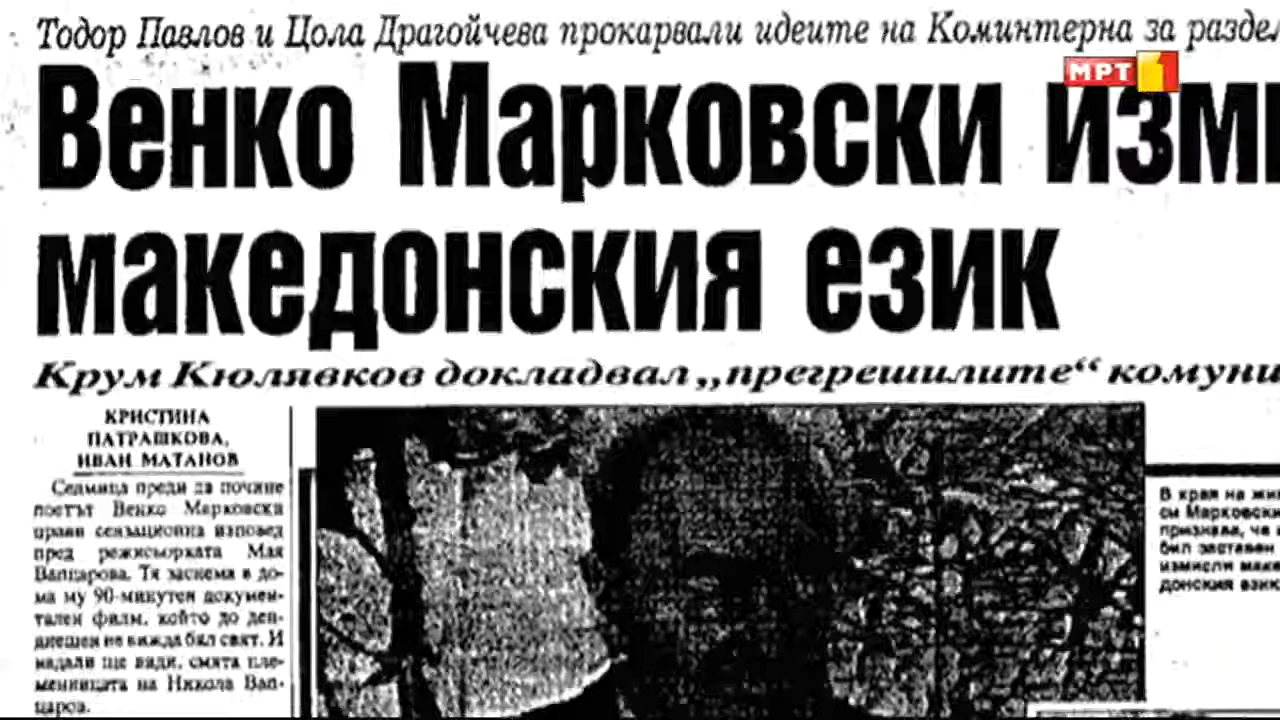 Тодор Павлов и Цола Драгойчева прокарвали идеите на Коминтерна за раздел
МРТ 1
Венко Марковски изми
македонския език
Крум Кюлявков докладвал „прегрешилите“ комуни
КРИСТИНА
ПАТРАШКОВА,
ИВАН МАТАНОВ
Седмица преди да почине
поетът Венко Марковски
прави сензационна изповед
пред режисьорката Мая
Вапцарова. Тя заснема в до-
ма му 90-минутен докумен-
тален филм, който до ден-
днешен не вижда бял свят. И
надали ще види, смята пле-
менницата на Никола Вап-
царов.
В края на жи
си Марковски
признава, че
бил заставен
измисли маке
донския език